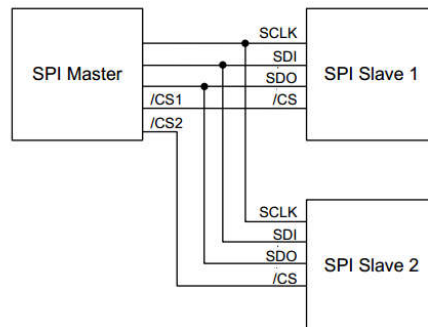 SPI Master
/CS1
/CS2
SCLK
SDI
SDO
/CS
SPI Slave 1
SCLK
SDI
SDO
/CS
SPI Slave 2